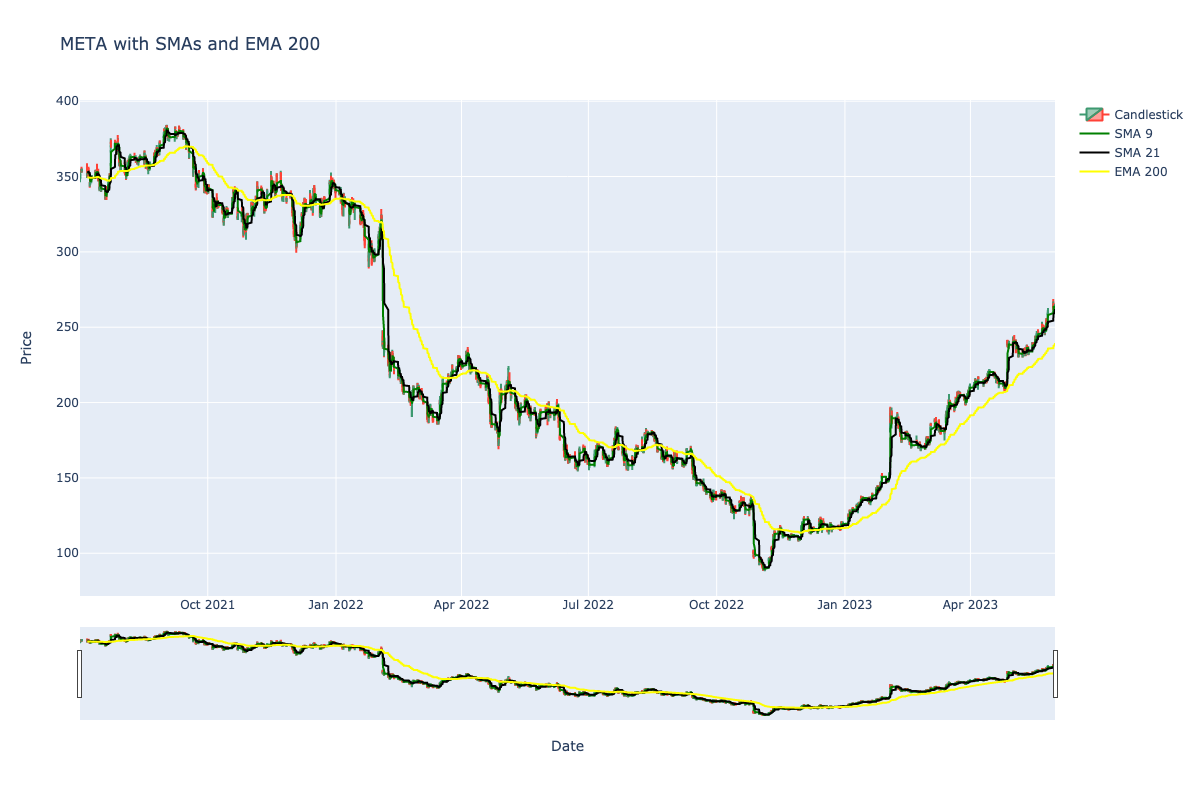 META with SMAs and EMA 200
Candlestick
SMA 9
SMA 21
EMA 200
Price
400
350
300
250
200
150
100
Oct 2021
Jan 2022
Apr 2022
Jul 2022
Oct 2022
Jan 2023
Apr 2023
Date